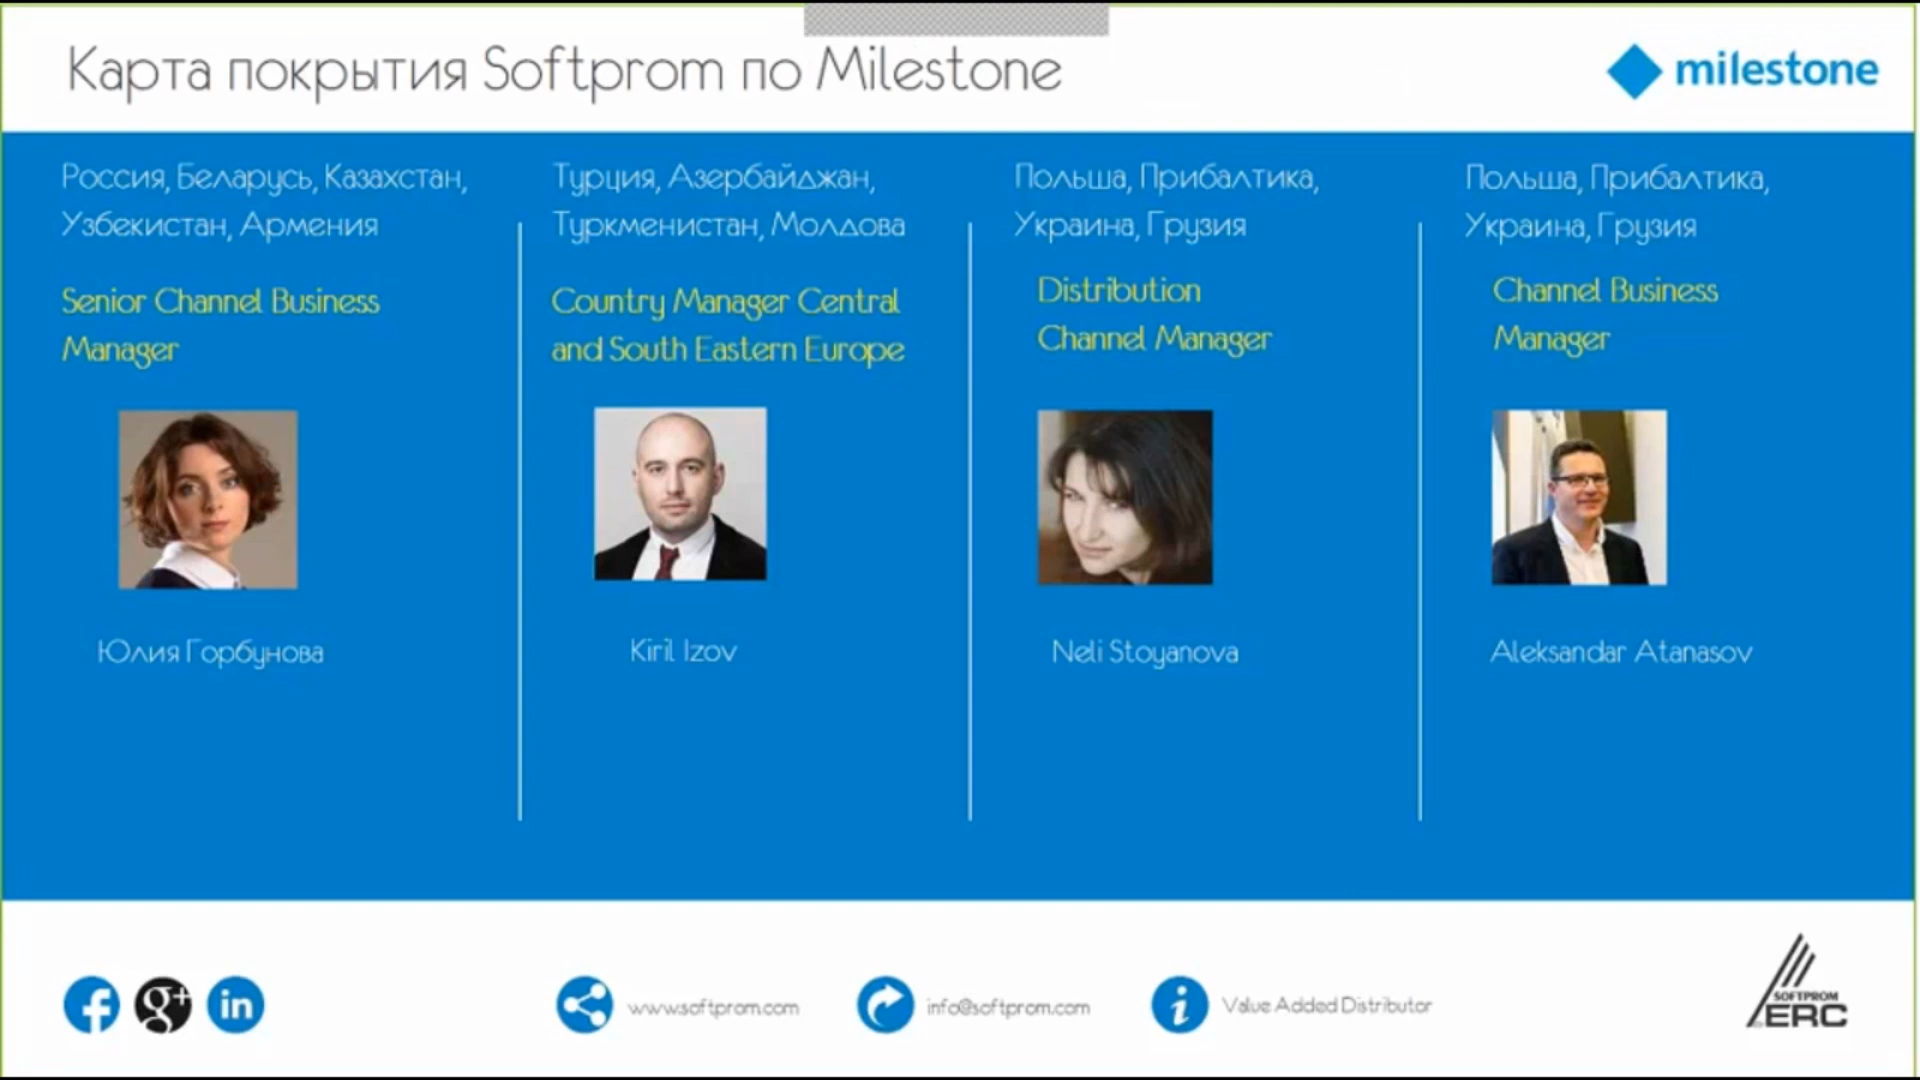 Карта покрытия Softprom по Milestone
milestone
Россия, Беларусь, Казахстан,
Узбекистан, Армения
Senior Channel Business
Manager
Юлия Горбунова
Турция, Азербайджан,
Туркменистан, Молдова
Country Manager Central
and South Eastern Europe
Kiril Izov
Польша, Прибалтика,
Украина, Грузия
Distribution
Channel Manager
Neli Stoyanova
Польша, Прибалтика,
Украина, Грузия
Channel Business
Manager
Aleksandar Atanasov
f
g+
in
www.softprom.com
info@softprom.com
i
Value Added Distributor
SOFTPROM
ERC